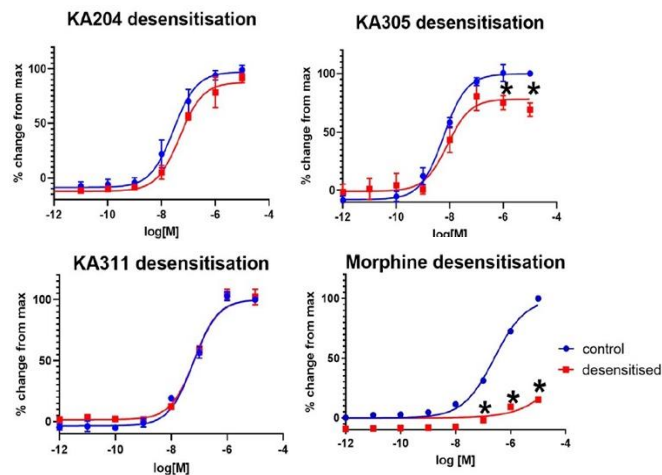 KA204 desensitisation
% change from max
100
50
0
-12 -10 -8 -6 -4
log[M]
KA305 desensitisation
% change from max
100
50
0
* *
-12 -10 -8 -6 -4
log[M]
KA311 desensitisation
% change from max
100
50
0
-12 -10 -8 -6 -4
log[M]
Morphine desensitisation
% change from max
100
50
0
* * *
-12 -10 -8 -6 -4
log [M]
control
desensitised